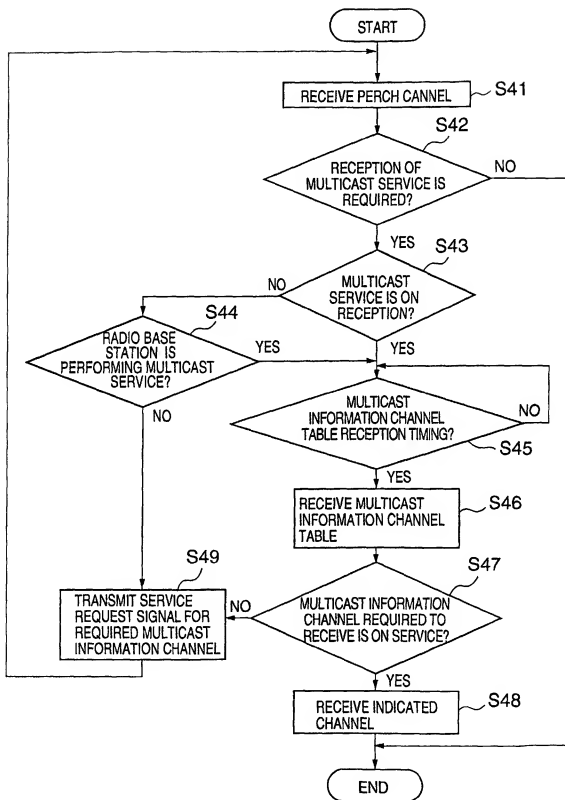 START
RECEIVE PERCH CANNEL
S41
S42
RECEPTION OF
MULTICAST SERVICE IS
REQUIRED?
NO
YES
S43
MULTICAST
SERVICE IS ON
RECEPTION?
NO
YES
S44
RADIO BASE
STATION IS
PERFORMING MULTICAST
SERVICE?
YES
NO
MULTICAST
INFORMATION CHANNEL
TABLE RECEPTION TIMING?
NO
S45
YES
RECEIVE MULTICAST
INFORMATION CHANNEL
TABLE
S46
S47
MULTICAST INFORMATION
CHANNEL REQUIRED TO
RECEIVE IS ON SERVICE?
NO
YES
S49
TRANSMIT SERVICE
REQUEST SIGNAL FOR
REQUIRED MULTICAST
INFORMATION CHANNEL
RECEIVE INDICATED
CHANNEL
S48
END